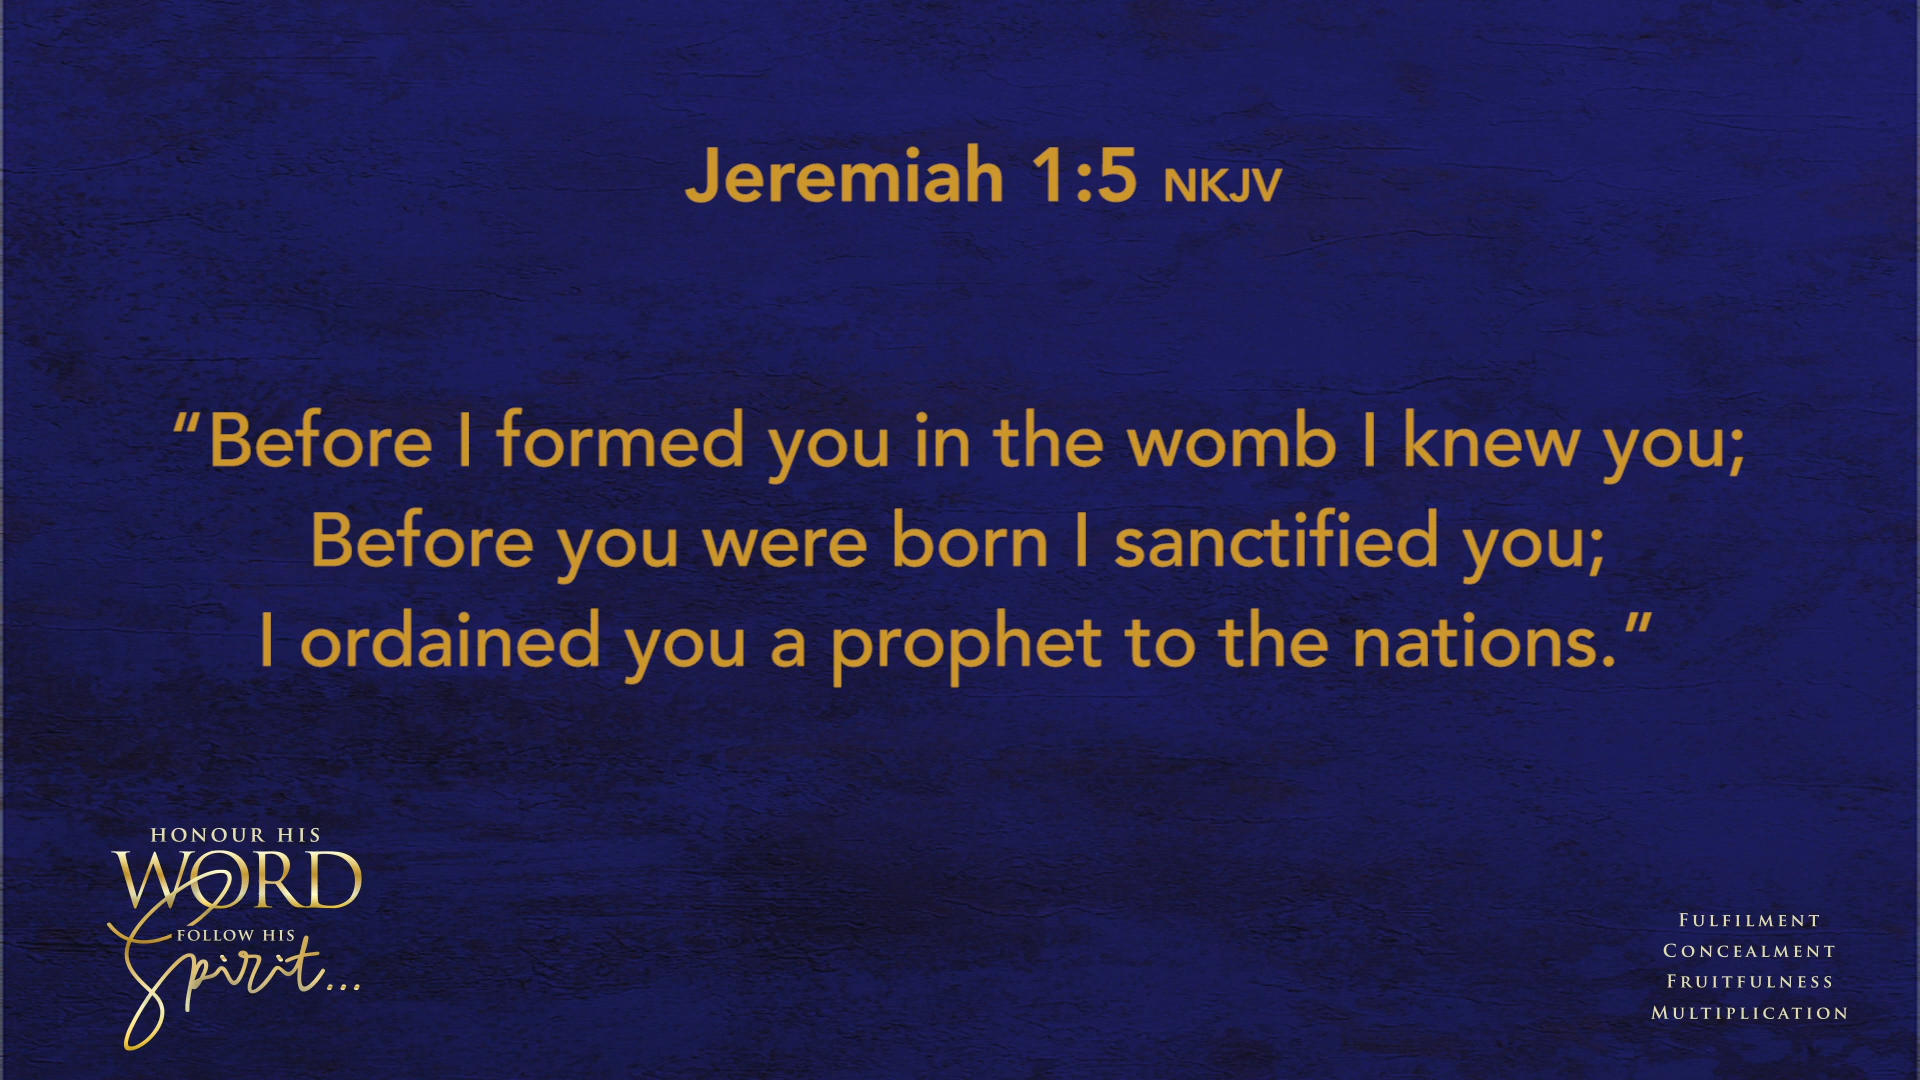 Jeremiah 1:5 NKJV
“Before I formed you in the womb I knew you;
Before you were born I sanctified you;
I ordained you a prophet to the nations.”
HONOUR HIS
WORD
FOLLOW HIS
Spirit...
FULFILMENT
CONCEALMENT
FRUITFULNESS
MULTIPLICATION